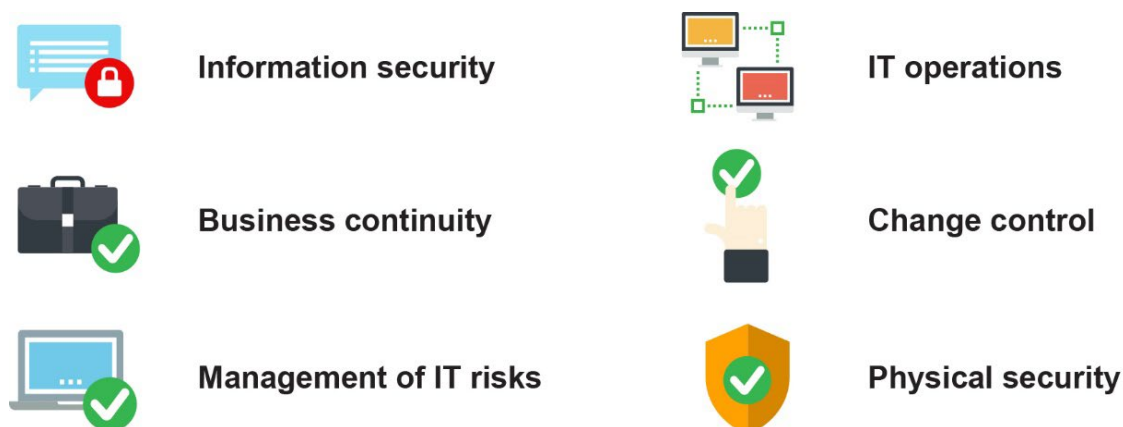 Information security
IT operations
Business continuity
Change control
Management of IT risks
Physical security